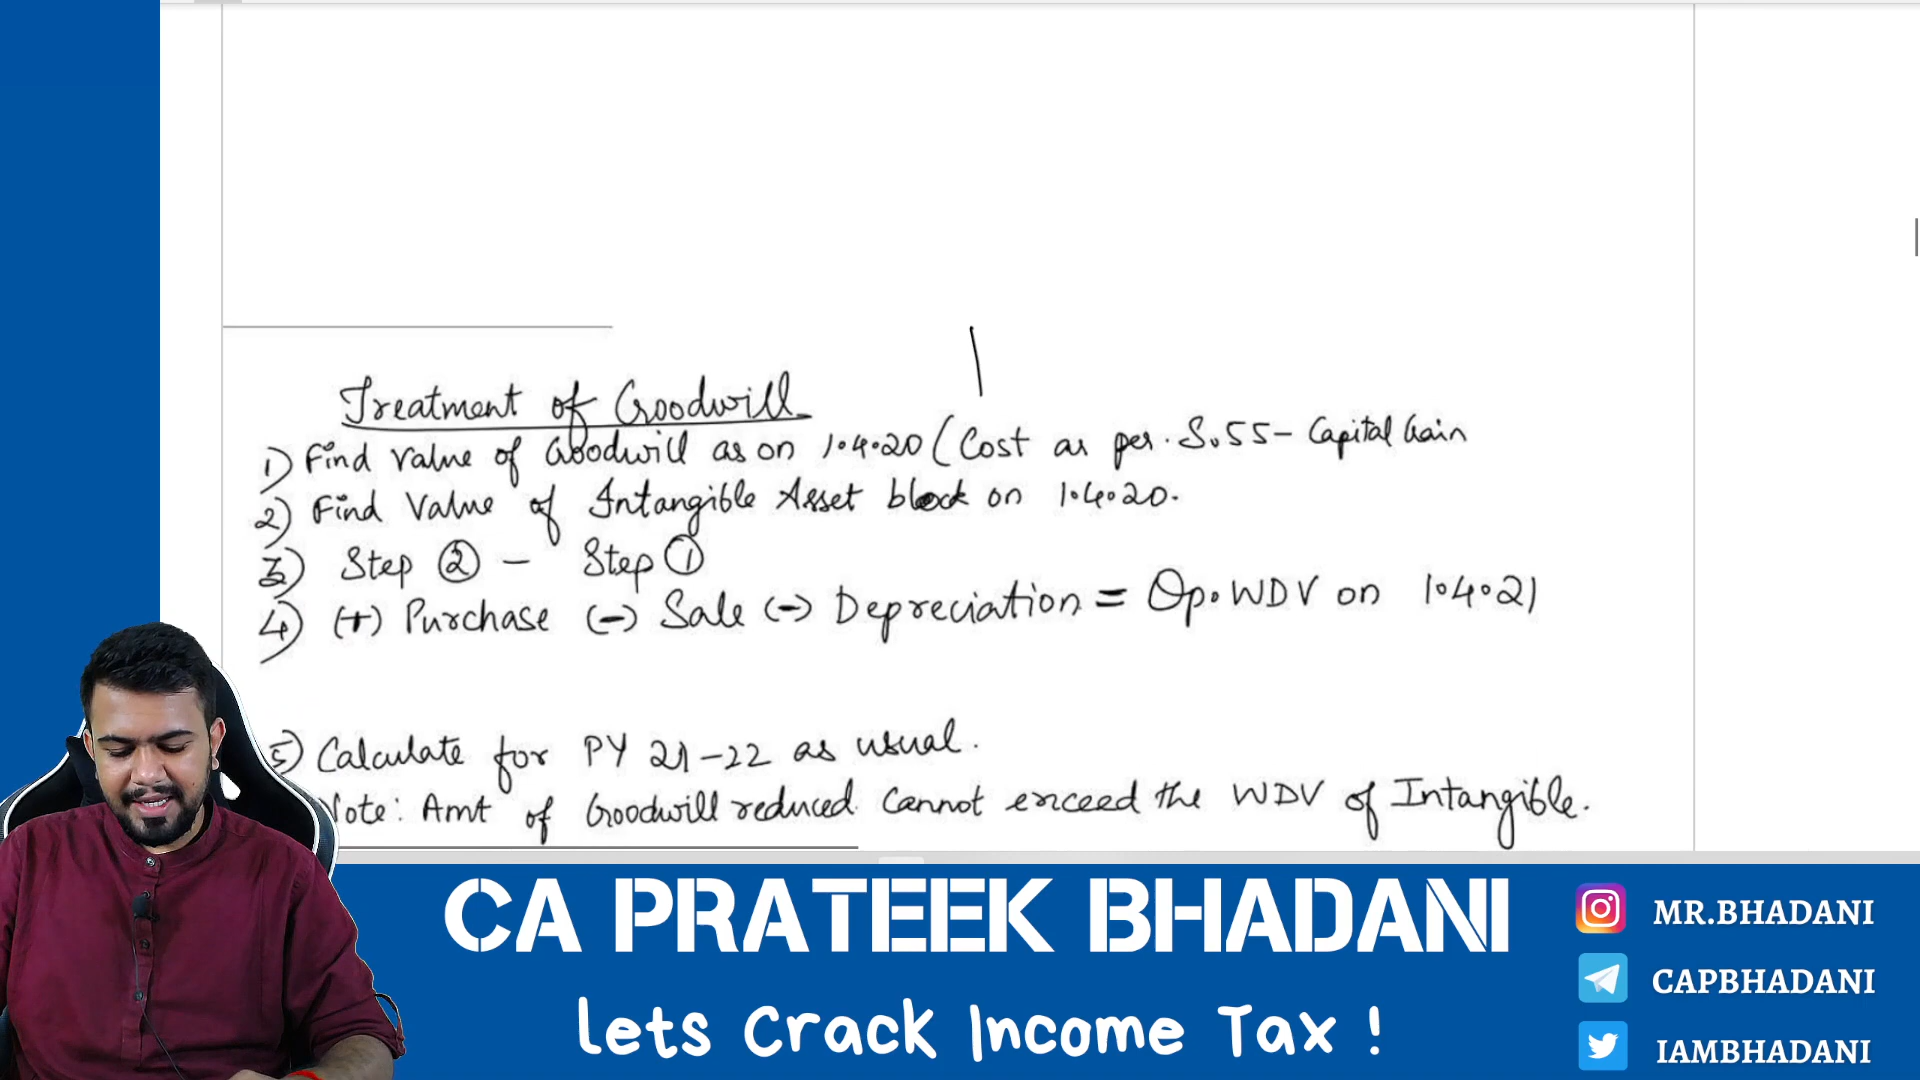 Treatment of Goodwill
1) Find Value of Goodwill as on 1.4.20 (Cost as per. S.55 - Capital Gain
2) Find Value of Intangible Asset block on 1.4.20.
3) Step ② - Step ①
4) (+) Purchase (-) Sale (-) Depreciation = Op. WDV on 1.4.21
5) Calculate for PY 21-22 as usual.
Note: Amt of Goodwill reduced cannot exceed the WDV of Intangible.
CA PRATEEK BHADANI
Lets Crack Income Tax !
MR.BHADANI
CAPBHADANI
IAMBHADANI